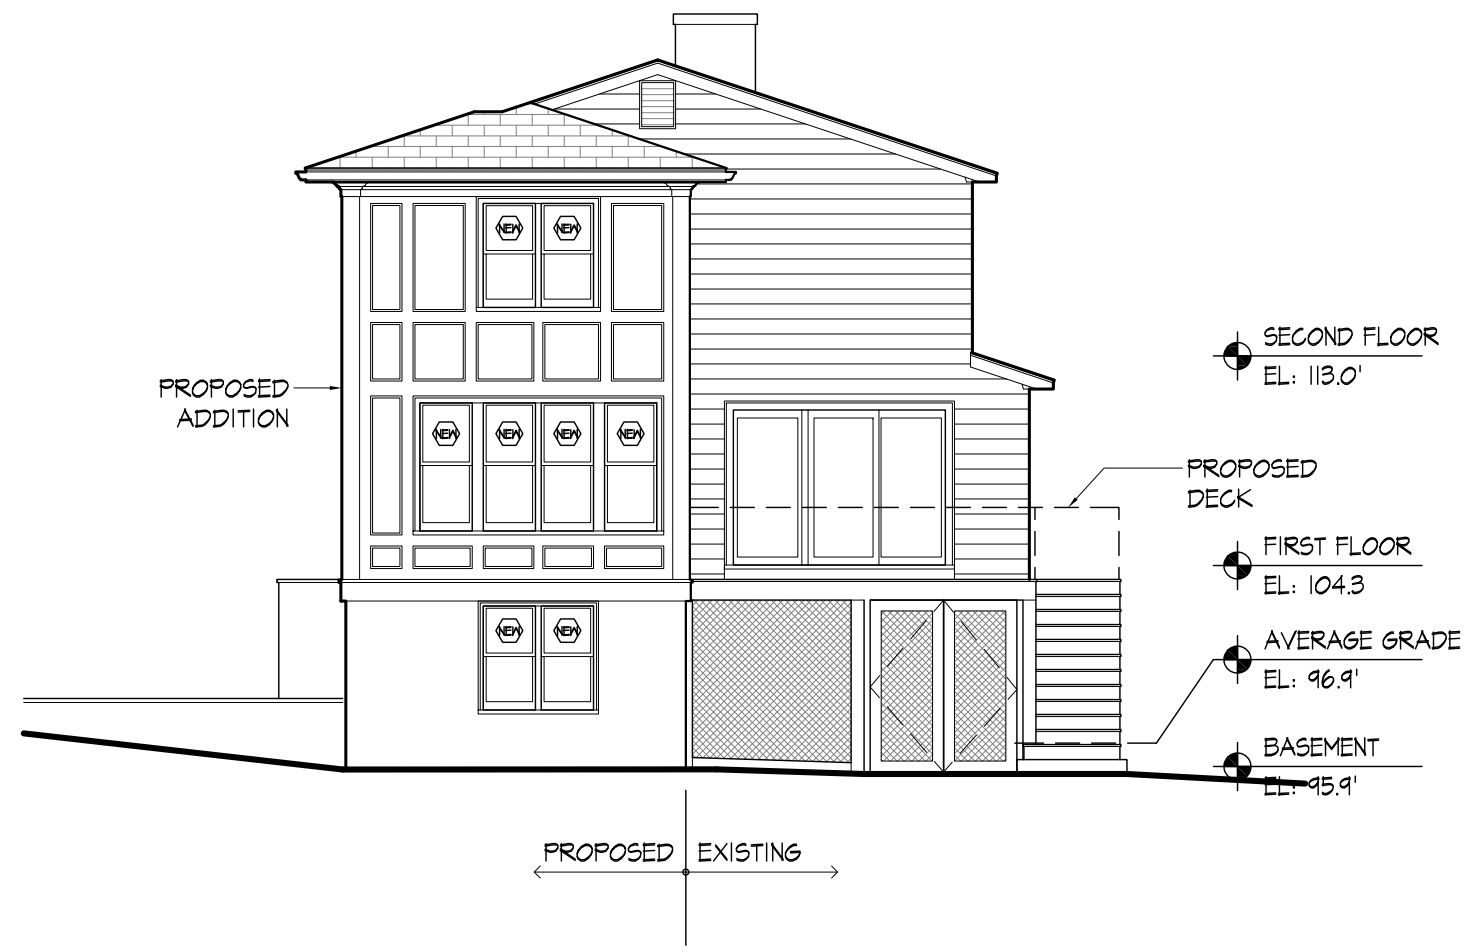 NEW NEW
SECOND FLOOR
EL: 113.0'
PROPOSED
ADDITION
NEW NEW NEW NEW
PROPOSED
DECK
FIRST FLOOR
EL: 104.3
NEW NEW
AVERAGE GRADE
EL: 96.9'
BASEMENT
EL: 95.9'
PROPOSED EXISTING